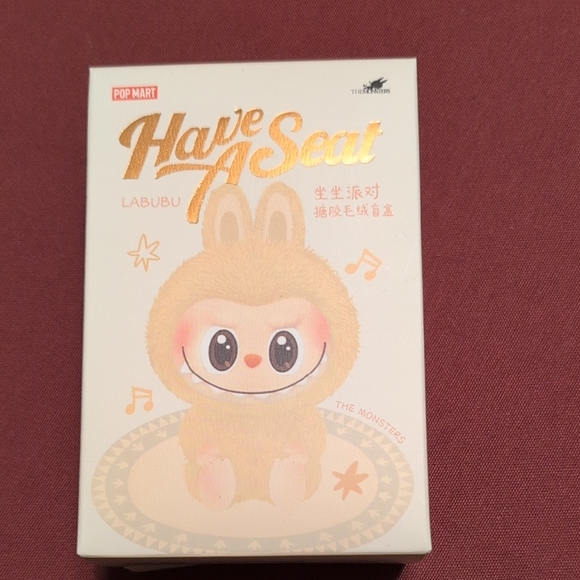 POP MART
THE MONSTERS
Have
A Seat
LABUBU
坐坐派对
搪胶毛绒盲盒
THE MONSTERS